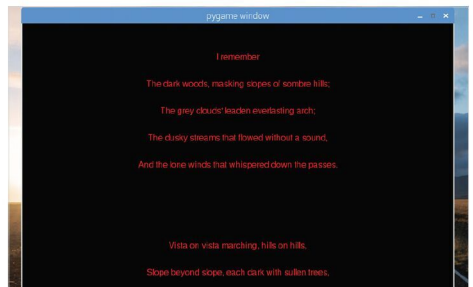 pygame window
I remember
The dark woods, masking slopes of sombre hills;
The grey clouds' leaden everlasting arch;
The dusky streams that flowed without a sound,
And the lone winds that whispered down the passes.
Vista on vista marching, hills on hills,
Slope beyond slope, each dark with sullen trees,